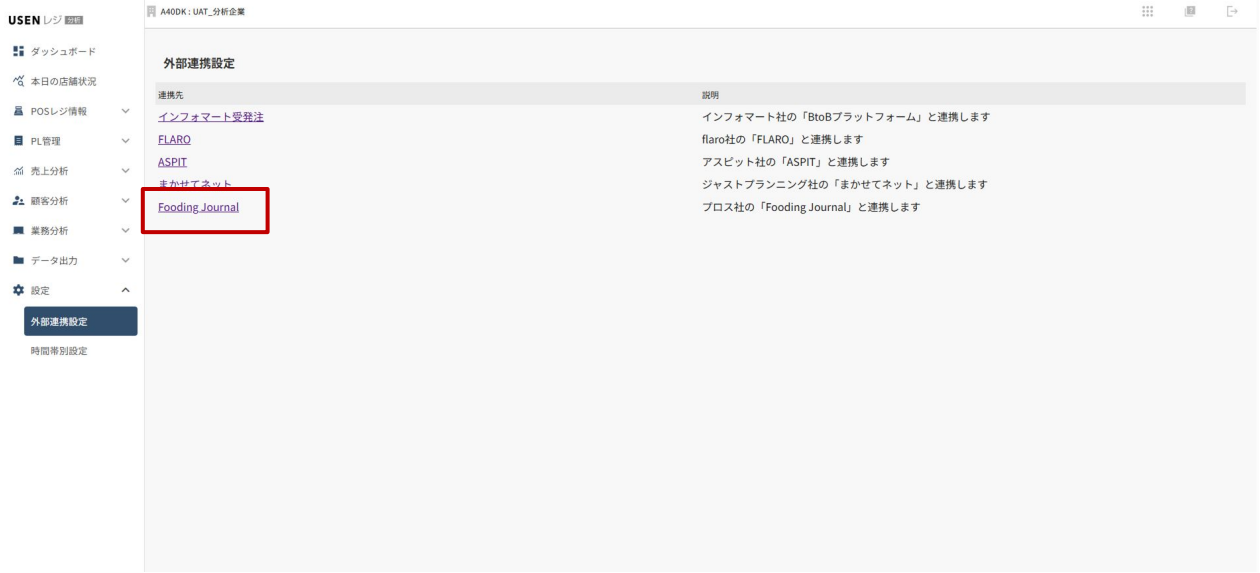 USEN レジ 分析
A40DK : UAT_分析企業
ダッシュボード
本日の店舗状況
POSレジ情報
PL管理
売上分析
顧客分析
業務分析
データ出力
設定
外部連携設定
時間帯別設定
外部連携設定
連携先 説明
インフォマート受発注 インフォマート社の「BtoBプラットフォーム」と連携します
FLARO flaro社の「FLARO」と連携します
ASPIT アスピット社の「ASPIT」と連携します
まかせてネット ジャストプランニング社の「まかせてネット」と連携します
Fooding Journal プロス社の「Fooding Journal」と連携します